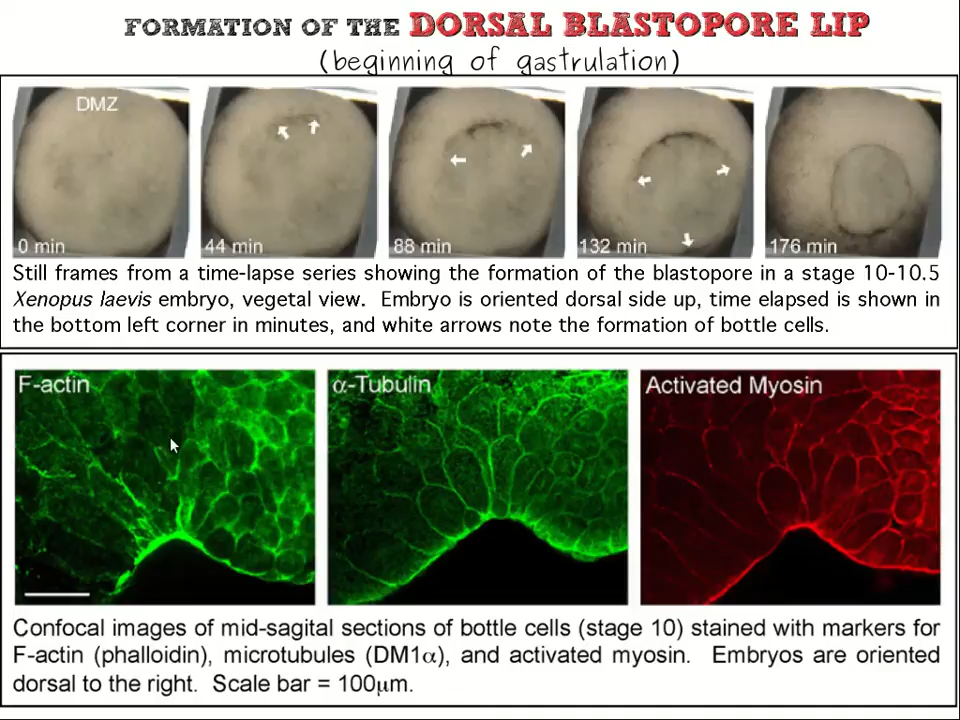 FORMATION OF THE DORSAL BLASTOPORE LIP
(beginning of gastrulation)
DMZ
0 min
44 min
88 min
132 min
176 min
Still frames from a time-lapse series showing the formation of the blastopore in a stage 10-10.5
Xenopus laevis embryo, vegetal view. Embryo is oriented dorsal side up, time elapsed is shown in
the bottom left corner in minutes, and white arrows note the formation of bottle cells.
F-actin
α-Tubulin
Activated Myosin
Confocal images of mid-sagital sections of bottle cells (stage 10) stained with markers for
F-actin (phalloidin), microtubules (DM1α), and activated myosin. Embryos are oriented
dorsal to the right. Scale bar = 100μm.